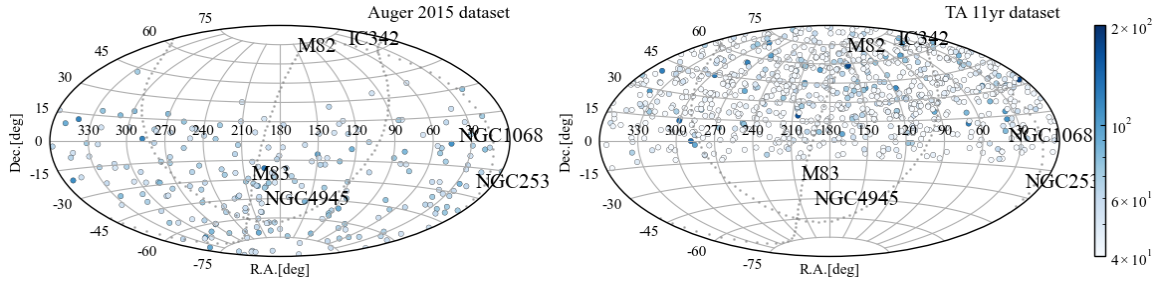 Auger 2015 dataset
75
60
45
30
15
0
-15
-30
-45
-60
-75
Dec.[deg]
R.A.[deg]
330 300 270 240 210 180 150 120 90 60
M82
IC342
NGC1068
NGC253
M83
NGC4945
TA 11yr dataset
75
60
45
30
15
0
-15
-30
-45
-60
-75
Dec.[deg]
R.A.[deg]
330 300 270 240 210 180 150 120 90 60
M82
IC342
NGC1068
NGC253
M83
NGC4945
2 × 10²
10²
6 × 10¹
4 × 10¹